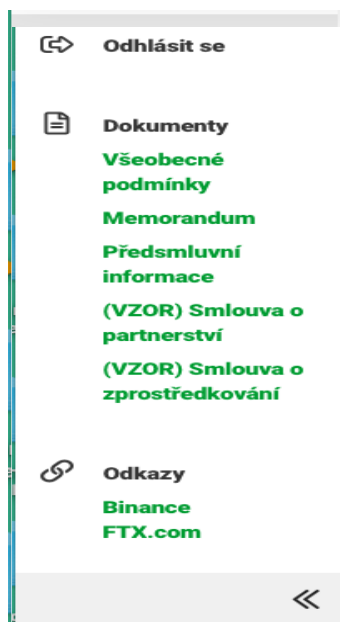 Odhlásit se
Dokumenty
Všeobecné
podmínky
Memorandum
Předsmluvní
informace
(VZOR) Smlouva o
partnerství
(VZOR) Smlouva o
zprostředkování
Odkazy
Binance
FTX.com